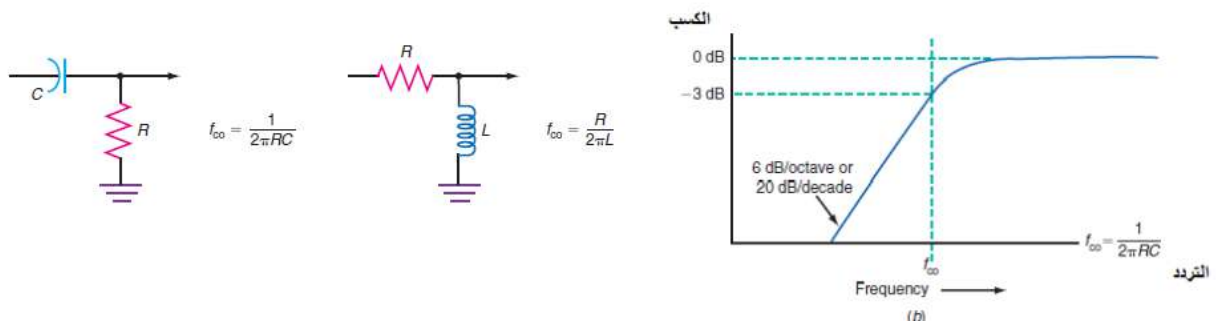 C
R
f_co = 1 / 2πRC
R
L
f_co = R / 2πL
الكسب
0 dB
−3 dB
6 dB/octave or
20 dB/decade
f_co = 1 / 2πRC
f_co
التردد
Frequency
(b)